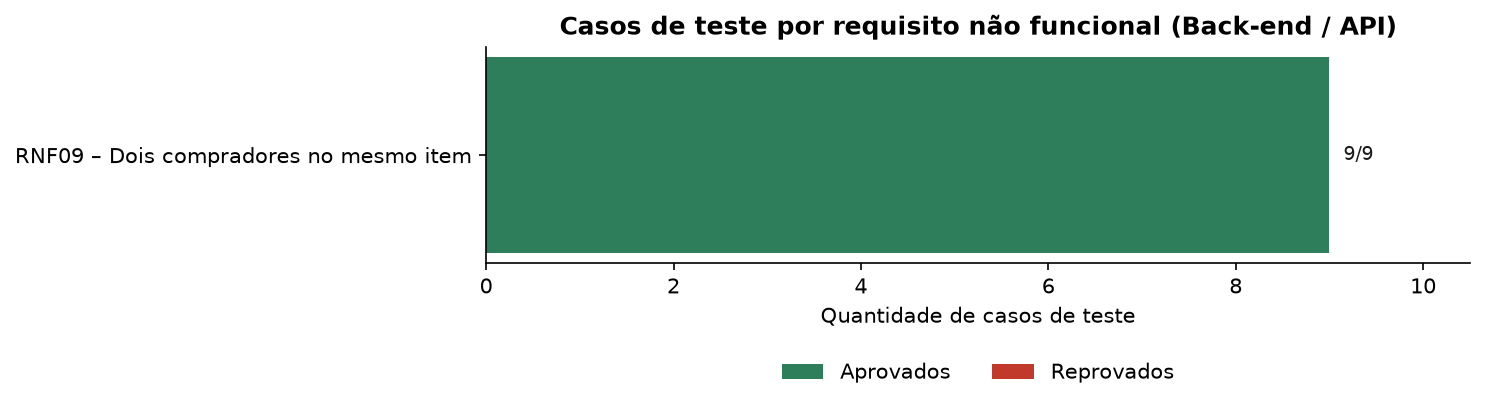 Casos de teste por requisito não funcional (Back-end / API)
RNF09 – Dois compradores no mesmo item
9/9
0 2 4 6 8 10
Quantidade de casos de teste
Aprovados Reprovados